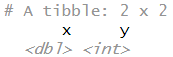 # A tibble: 2 x 2
x y
<dbl> <int>